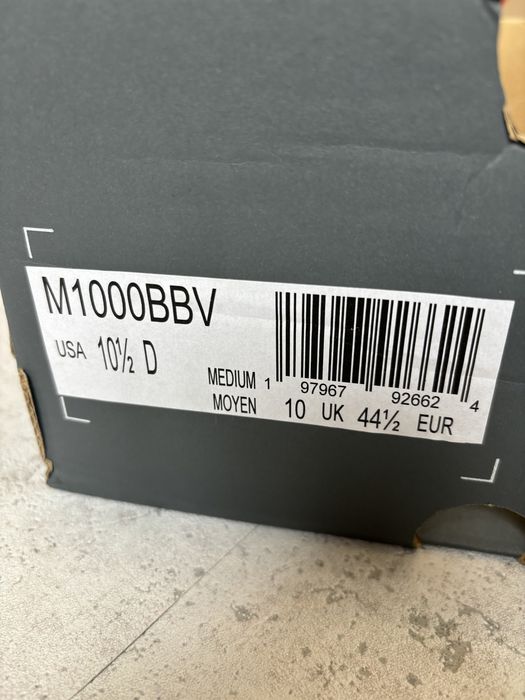 M1000BBV
USA 10½ D
MEDIUM
MOYEN
1 97967 92662 4
10 UK 44½ EUR